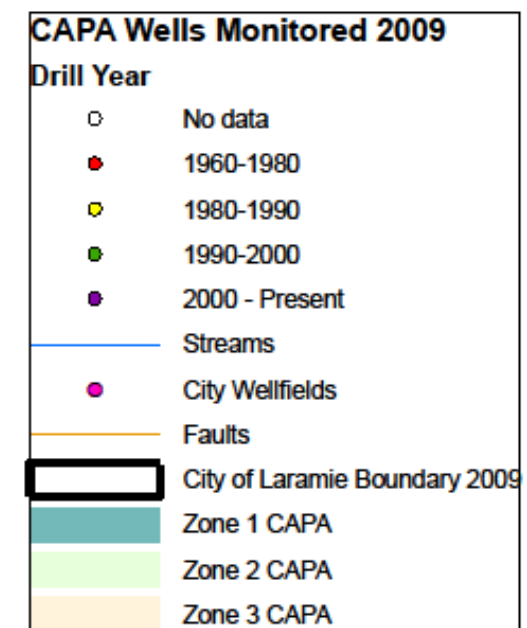 CAPA Wells Monitored 2009
Drill Year
No data
1960-1980
1980-1990
1990-2000
2000 - Present
Streams
City Wellfields
Faults
City of Laramie Boundary 2009
Zone 1 CAPA
Zone 2 CAPA
Zone 3 CAPA